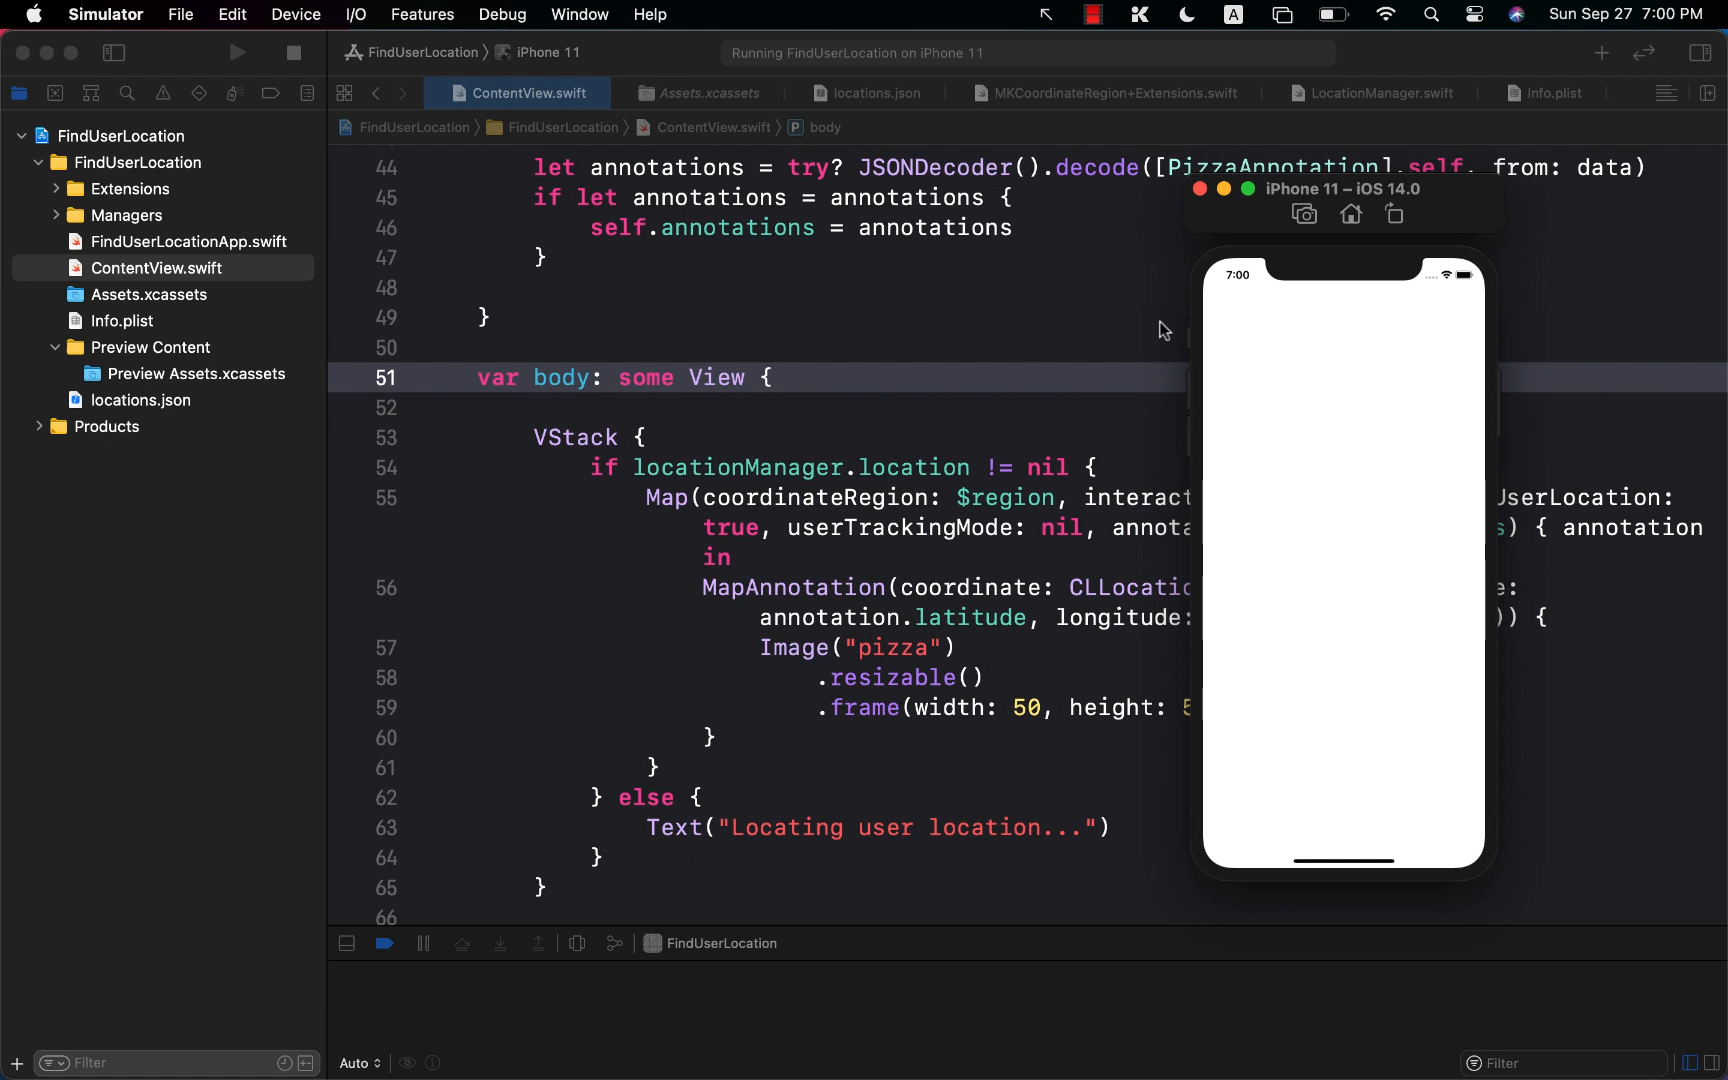 Simulator File Edit Device I/O Features Debug Window Help A Sun Sep 27 7:00 PM
FindUserLocation iPhone 11 Running FindUserLocation on iPhone 11
ContentView.swift Assets.xcassets locations.json MKCoordinateRegion+Extensions.swift LocationManager.swift Info.plist
FindUserLocation FindUserLocation ContentView.swift P body
FindUserLocation
FindUserLocation
Extensions
Managers
FindUserLocationApp.swift
ContentView.swift
Assets.xcassets
Info.plist
Preview Content
Preview Assets.xcassets
locations.json
Products
44 let annotations = try? JSONDecoder().decode([PizzaAnnotation].self, from: data)
45 if let annotations = annotations {
46 self.annotations = annotations
47 }
48
49 }
50
51 var body: some View {
52
53 VStack {
54 if locationManager.location != nil {
55 Map(coordinateRegion: $region, interact UserLocation:
true, userTrackingMode: nil, annota s) { annotation
in
56 MapAnnotation(coordinate: CLLocatio e:
annotation.latitude, longitude: )) {
57 Image("pizza")
58 .resizable()
59 .frame(width: 50, height: 5
60 }
61 }
62 } else {
63 Text("Locating user location...")
64 }
65 }
66
iPhone 11 – iOS 14.0
7:00
FindUserLocation
Filter
Auto
Filter